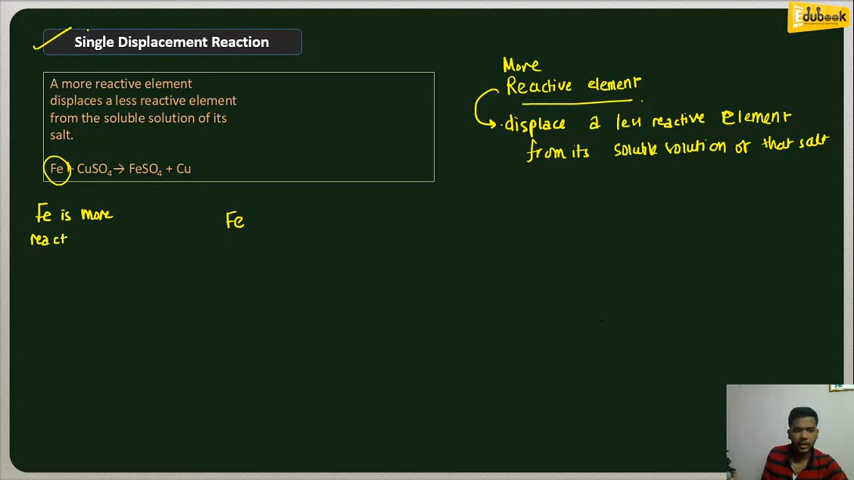 Edubook
Single Displacement Reaction
A more reactive element
displaces a less reactive element
from the soluble solution of its
salt.
Fe + CuSO₄→ FeSO₄ + Cu
More
Reactive element
displace a less reactive Element
from its soluble solution of that salt
Fe is more
react
Fe